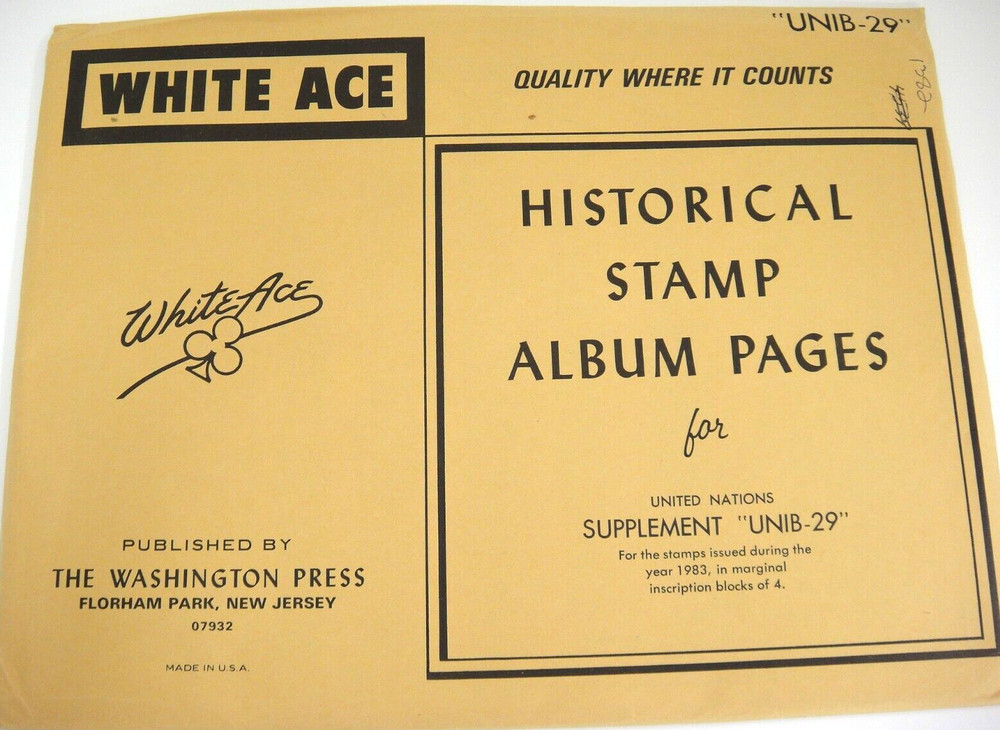 "UNIB-29"
WHITE ACE
QUALITY WHERE IT COUNTS
HISTORICAL
STAMP
ALBUM PAGES
for
UNITED NATIONS
SUPPLEMENT "UNIB-29"
For the stamps issued during the
year 1983, in marginal
inscription blocks of 4.
White Ace
PUBLISHED BY
THE WASHINGTON PRESS
FLORHAM PARK, NEW JERSEY
07932
MADE IN U.S.A.